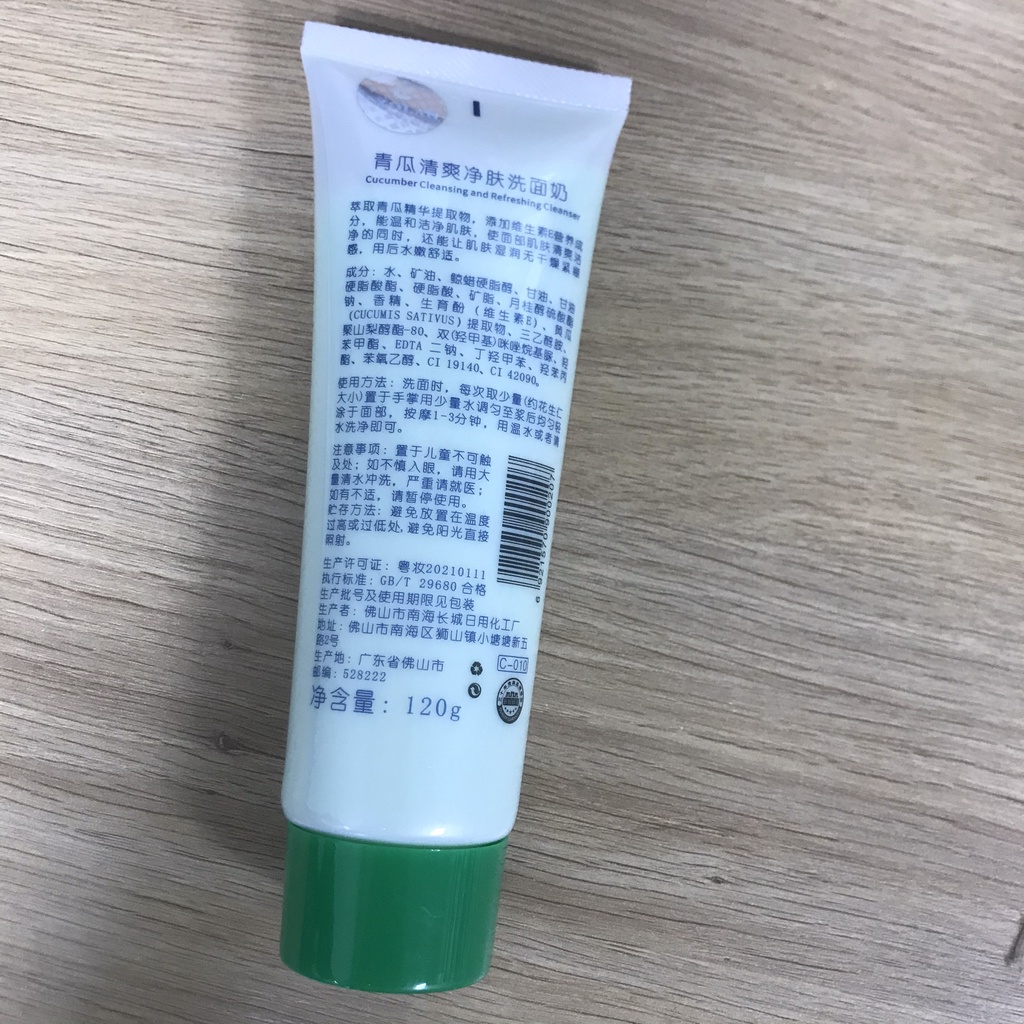 青瓜清爽净肤洗面奶
Cucumber Cleansing and Refreshing Cleanser
萃取青瓜精华提取物，添加维生素E营养成
分，能温和洁净肌肤，使面部肌肤清爽洁
净的同时，还能让肌肤湿润无干燥紧绷
感，用后水嫩舒适。
成分：水、矿油、鲸蜡硬脂醇、甘油、甘油
硬脂酸酯、硬脂酸、矿脂、月桂醇硫酸酯
钠、香精、生育酚（维生素E）、黄瓜
(CUCUMIS SATIVUS) 提取物、三乙醇胺、
聚山梨醇酯-80、双(羟甲基)咪唑烷基脲、羟
苯甲酯、EDTA 二钠、丁羟甲苯、羟苯丙
酯、苯氧乙醇、CI 19140、CI 42090。
使用方法：洗面时，每次取少量(约花生仁
大小)置于手掌用少量水调匀至浆后均匀轻
涂于面部，按摩1-3分钟，用温水或者清
水洗净即可。
注意事项：置于儿童不可触
及处；如不慎入眼，请用大
量清水冲洗，严重请就医；
如有不适，请暂停使用。
贮存方法：避免放置在温度
过高或过低处,避免阳光直接
照射。
生产许可证：粤妆20210111
执行标准：GB/T 29680 合格
生产批号及使用期限见包装
生产者：佛山市南海长城日用化工厂
地址：佛山市南海区狮山镇小塘塘新五
路2号
生产地：广东省佛山市
C-010
邮编：528222
净含量：120g